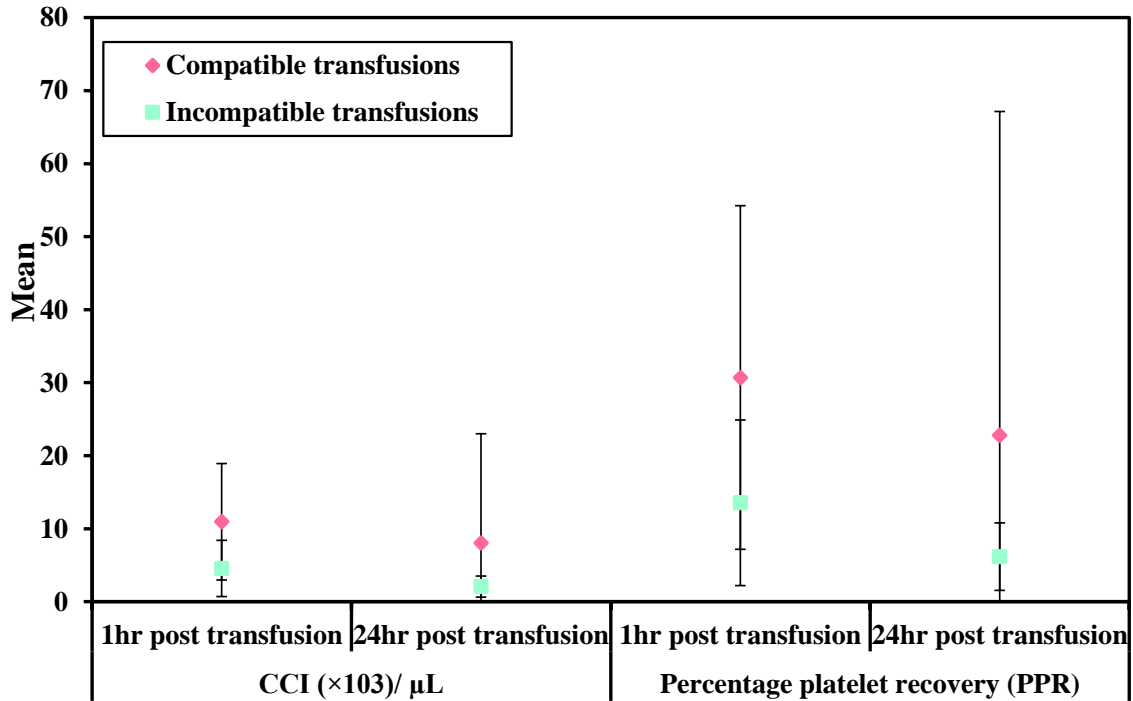 80
70
60
50
40
30
20
10
0
Mean
Compatible transfusions
Incompatible transfusions
1hr post transfusion 24hr post transfusion 1hr post transfusion 24hr post transfusion
CCI (×103)/ µL Percentage platelet recovery (PPR)